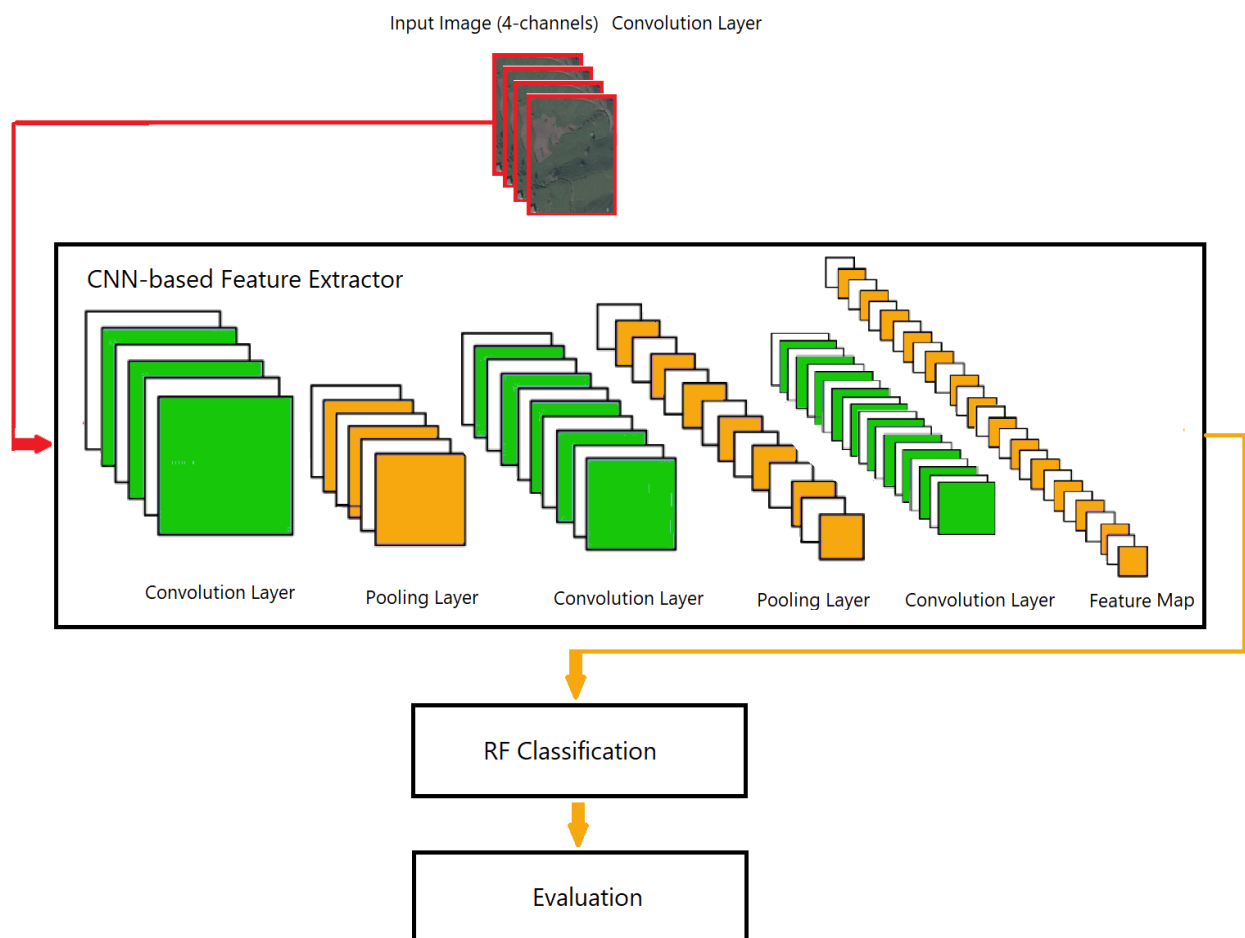 Input Image (4-channels) Convolution Layer
CNN-based Feature Extractor
Convolution Layer
Pooling Layer
Convolution Layer
Pooling Layer
Convolution Layer
Feature Map
RF Classification
Evaluation